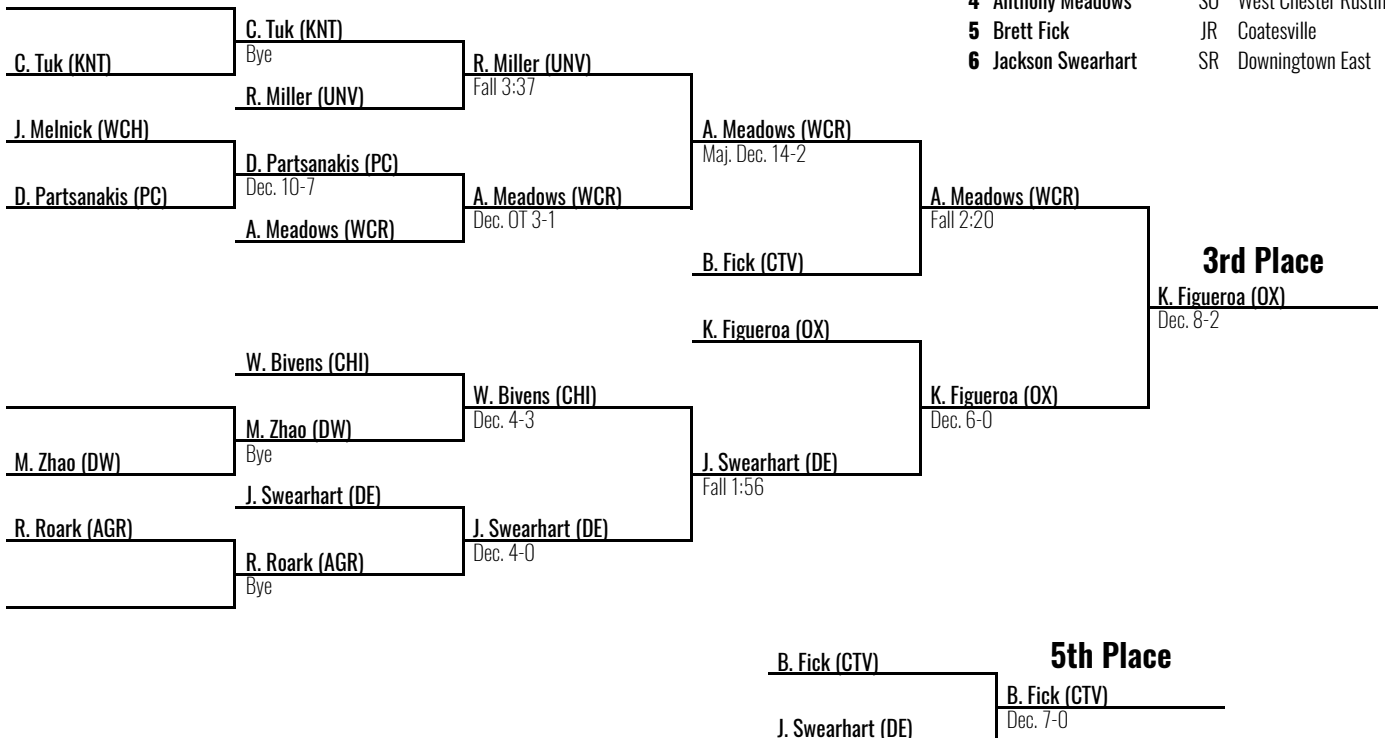 4 Anthony Meadows SO West Chester Rustin
5 Brett Fick JR Coatesville
6 Jackson Swearhart SR Downingtown East
C. Tuk (KNT)
Bye
C. Tuk (KNT)
R. Miller (UNV)
Fall 3:37
R. Miller (UNV)
J. Melnick (WCH)
A. Meadows (WCR)
Maj. Dec. 14-2
D. Partsanakis (PC)
Dec. 10-7
D. Partsanakis (PC)
A. Meadows (WCR)
Dec. OT 3-1
A. Meadows (WCR)
Fall 2:20
A. Meadows (WCR)
B. Fick (CTV)
3rd Place
K. Figueroa (OX)
Dec. 8-2
K. Figueroa (OX)
W. Bivens (CHI)
W. Bivens (CHI)
Dec. 4-3
K. Figueroa (OX)
Dec. 6-0
M. Zhao (DW)
Bye
M. Zhao (DW)
J. Swearhart (DE)
Fall 1:56
J. Swearhart (DE)
R. Roark (AGR)
J. Swearhart (DE)
Dec. 4-0
R. Roark (AGR)
Bye
5th Place
B. Fick (CTV)
B. Fick (CTV)
Dec. 7-0
J. Swearhart (DE)